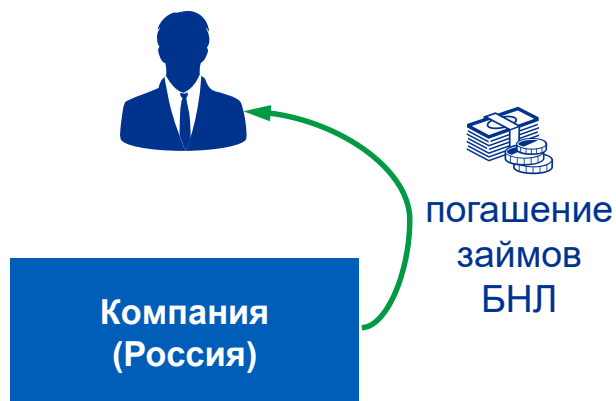 погашение
займов
БНЛ
Компания
(Россия)